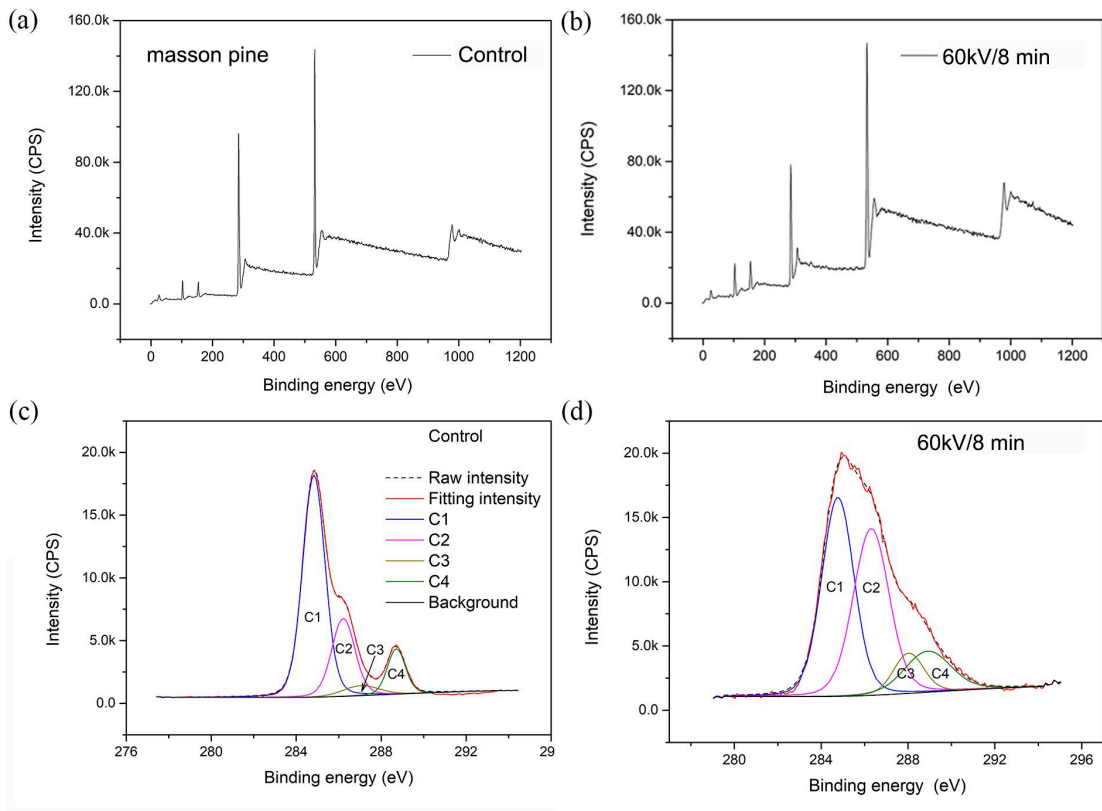 (a)
160.0k
120.0k
80.0k
40.0k
0.0
Intensity (CPS)
masson pine
Control
0 200 400 600 800 1000 1200
Binding energy (eV)
(b)
160.0k
120.0k
80.0k
40.0k
0.0
Intensity (CPS)
60kV/8 min
0 200 400 600 800 1000 1200
Binding energy (eV)
(c)
20.0k
15.0k
10.0k
5.0k
0.0
Intensity (CPS)
Control
Raw intensity
Fitting intensity
C1
C2
C3
C4
Background
C1
C2
C3
C4
276 280 284 288 292 29
Binding energy (eV)
(d)
20.0k
15.0k
10.0k
5.0k
0.0
Intensity (CPS)
60kV/8 min
C1
C2
C3
C4
280 284 288 292 296
Binding energy (eV)